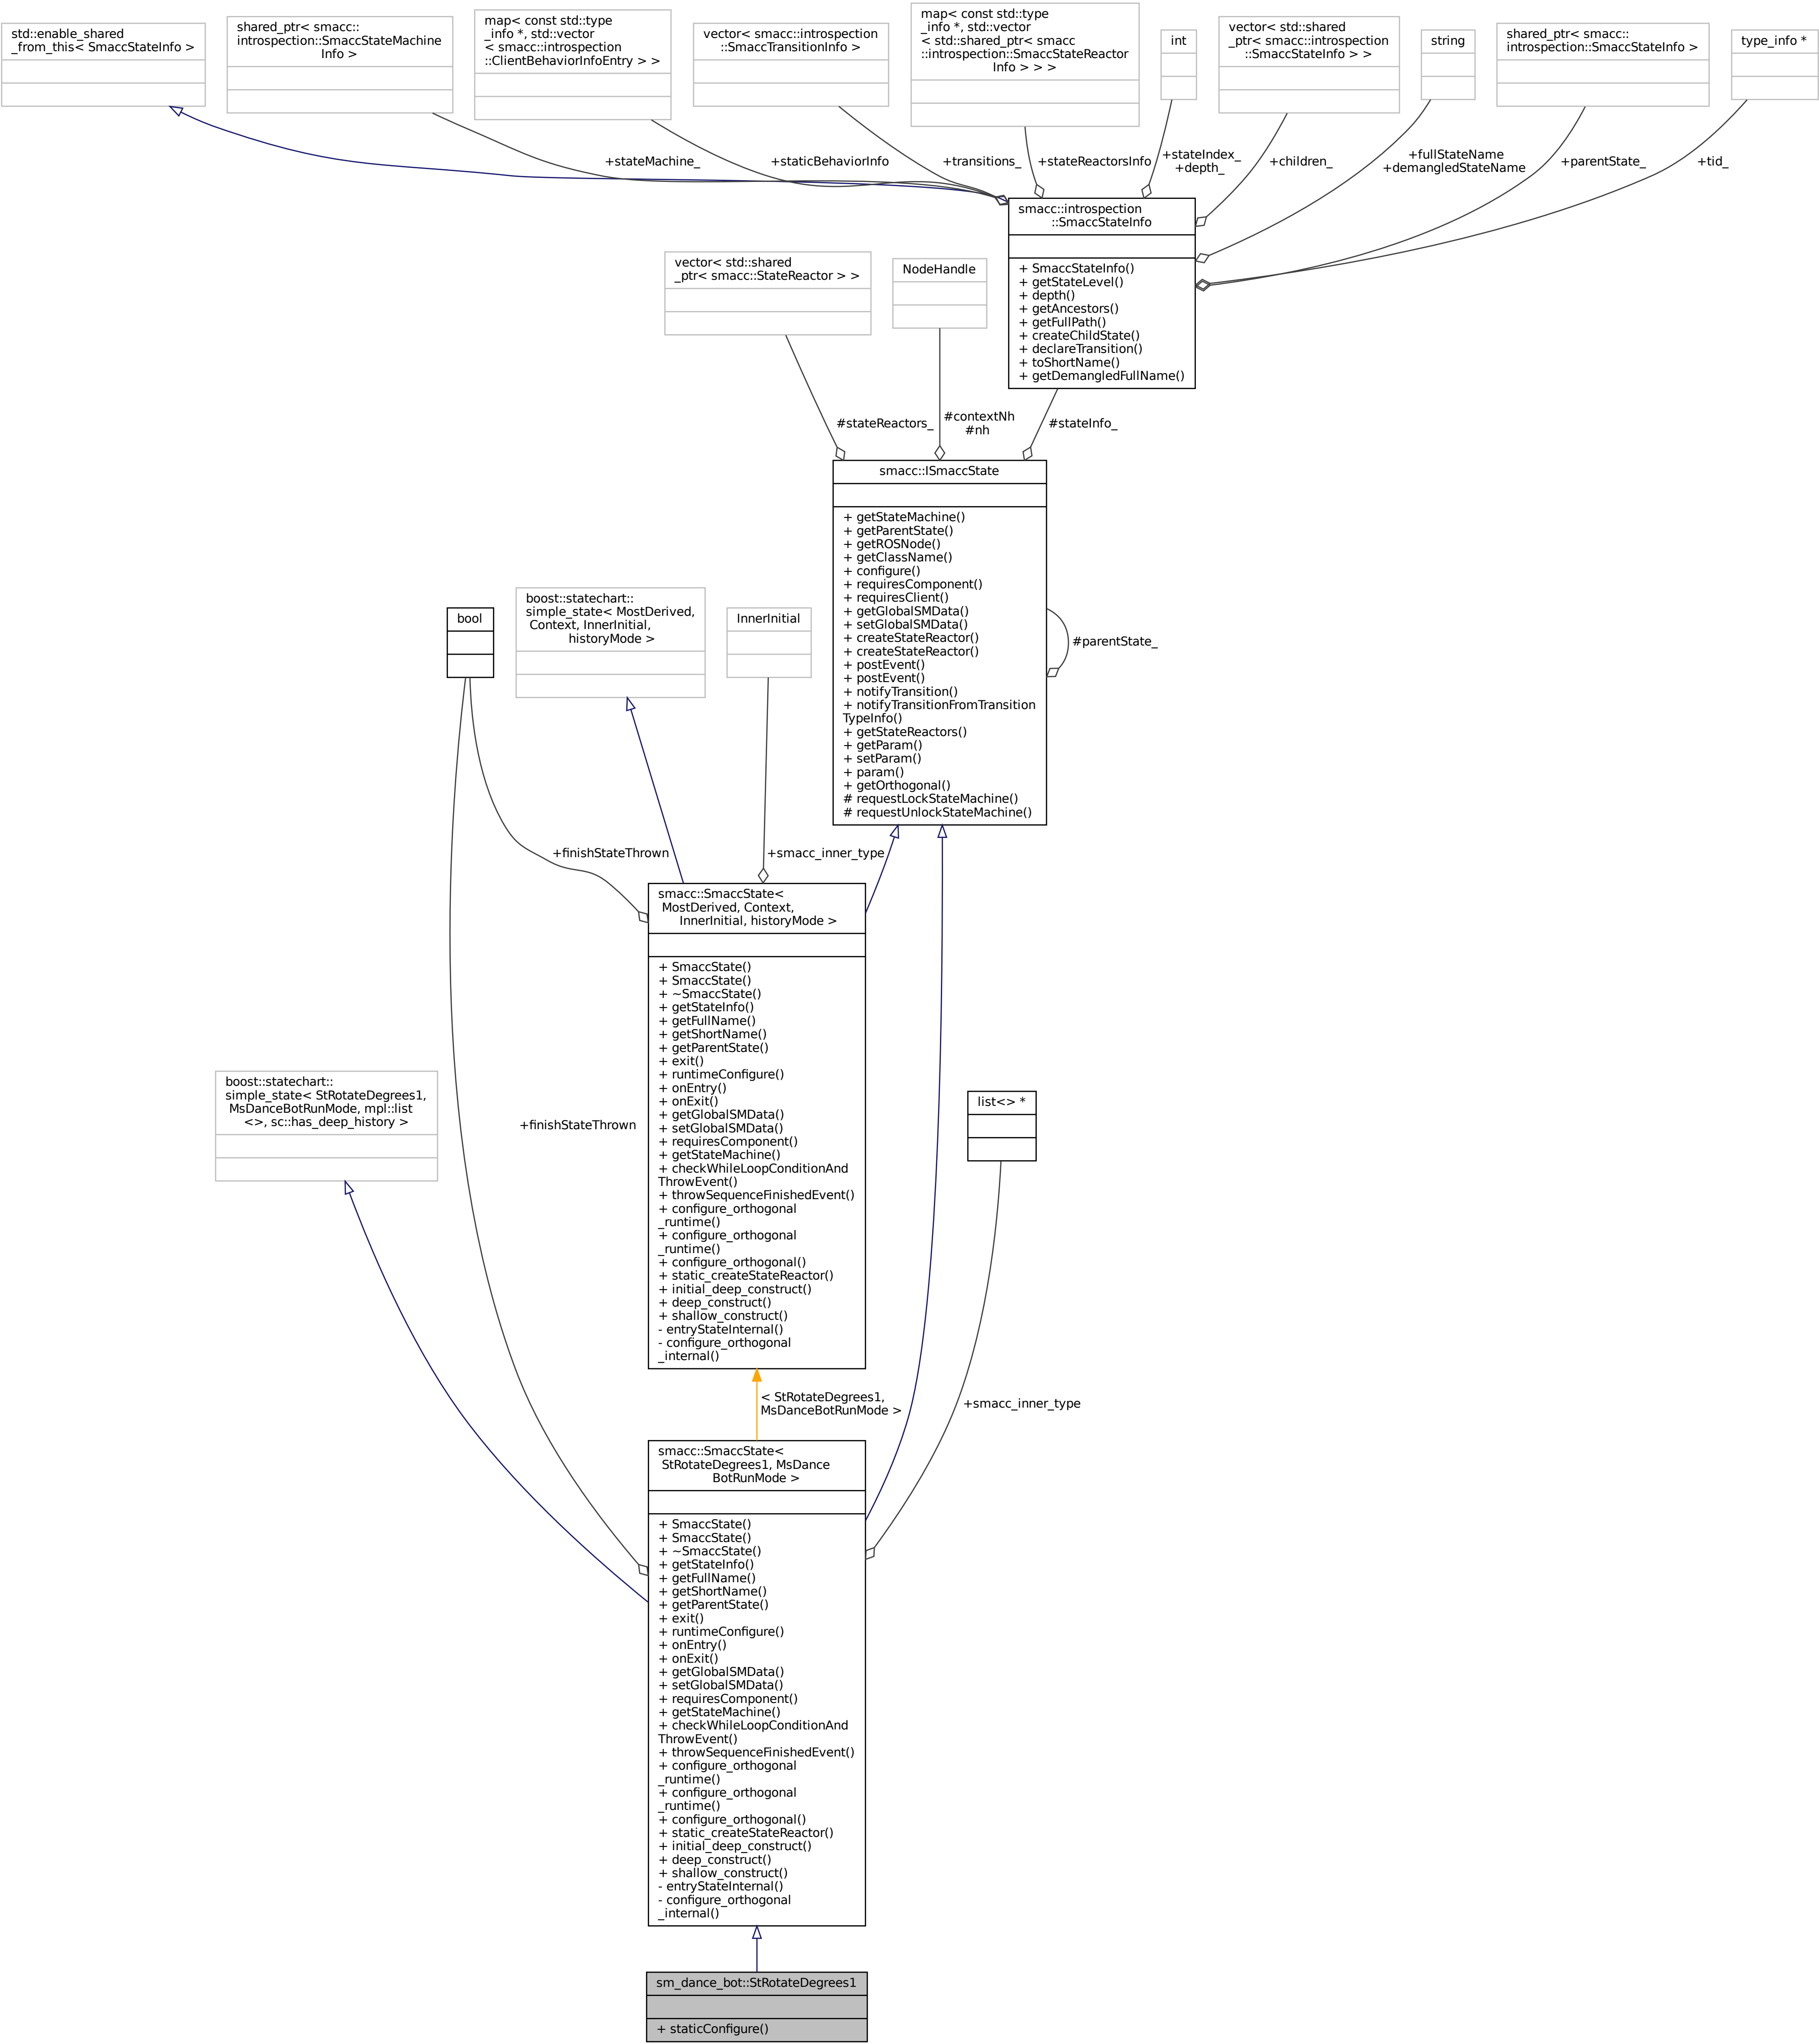 std::enable_shared
_from_this< SmaccStateInfo >
shared_ptr< smacc::
introspection::SmaccStateMachine
Info >
map< const std::type
_info *, std::vector
< smacc::introspection
::ClientBehaviorInfoEntry > >
vector< smacc::introspection
::SmaccTransitionInfo >
map< const std::type
_info *, std::vector
< std::shared_ptr< smacc
::introspection::SmaccStateReactor
Info > > >
int
vector< std::shared
_ptr< smacc::introspection
::SmaccStateInfo > >
string
shared_ptr< smacc::
introspection::SmaccStateInfo >
type_info *
+stateMachine_
+staticBehaviorInfo
+transitions_
+stateReactorsInfo
+stateIndex_
+depth_
+children_
+fullStateName
+demangledStateName
+parentState_
+tid_
smacc::introspection
::SmaccStateInfo
+ SmaccStateInfo()
+ getStateLevel()
+ depth()
+ getAncestors()
+ getFullPath()
+ createChildState()
+ declareTransition()
+ toShortName()
+ getDemangledFullName()
vector< std::shared
_ptr< smacc::StateReactor > >
NodeHandle
#stateReactors_
#contextNh
#nh
#stateInfo_
smacc::ISmaccState
+ getStateMachine()
+ getParentState()
+ getROSNode()
+ getClassName()
+ configure()
+ requiresComponent()
+ requiresClient()
+ getGlobalSMData()
+ setGlobalSMData()
+ createStateReactor()
+ createStateReactor()
+ postEvent()
+ postEvent()
+ notifyTransition()
+ notifyTransitionFromTransition
TypeInfo()
+ getStateReactors()
+ getParam()
+ setParam()
+ param()
+ getOrthogonal()
# requestLockStateMachine()
# requestUnlockStateMachine()
#parentState_
bool
boost::statechart::
simple_state< MostDerived,
Context, InnerInitial,
historyMode >
InnerInitial
+finishStateThrown
+smacc_inner_type
smacc::SmaccState<
MostDerived, Context,
InnerInitial, historyMode >
+ SmaccState()
+ SmaccState()
+ ~SmaccState()
+ getStateInfo()
+ getFullName()
+ getShortName()
+ getParentState()
+ exit()
+ runtimeConfigure()
+ onEntry()
+ onExit()
+ getGlobalSMData()
+ setGlobalSMData()
+ requiresComponent()
+ getStateMachine()
+ checkWhileLoopConditionAnd
ThrowEvent()
+ throwSequenceFinishedEvent()
+ configure_orthogonal
_runtime()
+ configure_orthogonal
_runtime()
+ configure_orthogonal()
+ static_createStateReactor()
+ initial_deep_construct()
+ deep_construct()
+ shallow_construct()
- entryStateInternal()
- configure_orthogonal
_internal()
boost::statechart::
simple_state< StRotateDegrees1,
MsDanceBotRunMode, mpl::list
<>, sc::has_deep_history >
+finishStateThrown
list<> *
< StRotateDegrees1,
MsDanceBotRunMode >
+smacc_inner_type
smacc::SmaccState<
StRotateDegrees1, MsDance
BotRunMode >
+ SmaccState()
+ SmaccState()
+ ~SmaccState()
+ getStateInfo()
+ getFullName()
+ getShortName()
+ getParentState()
+ exit()
+ runtimeConfigure()
+ onEntry()
+ onExit()
+ getGlobalSMData()
+ setGlobalSMData()
+ requiresComponent()
+ getStateMachine()
+ checkWhileLoopConditionAnd
ThrowEvent()
+ throwSequenceFinishedEvent()
+ configure_orthogonal
_runtime()
+ configure_orthogonal
_runtime()
+ configure_orthogonal()
+ static_createStateReactor()
+ initial_deep_construct()
+ deep_construct()
+ shallow_construct()
- entryStateInternal()
- configure_orthogonal
_internal()
sm_dance_bot::StRotateDegrees1
+ staticConfigure()